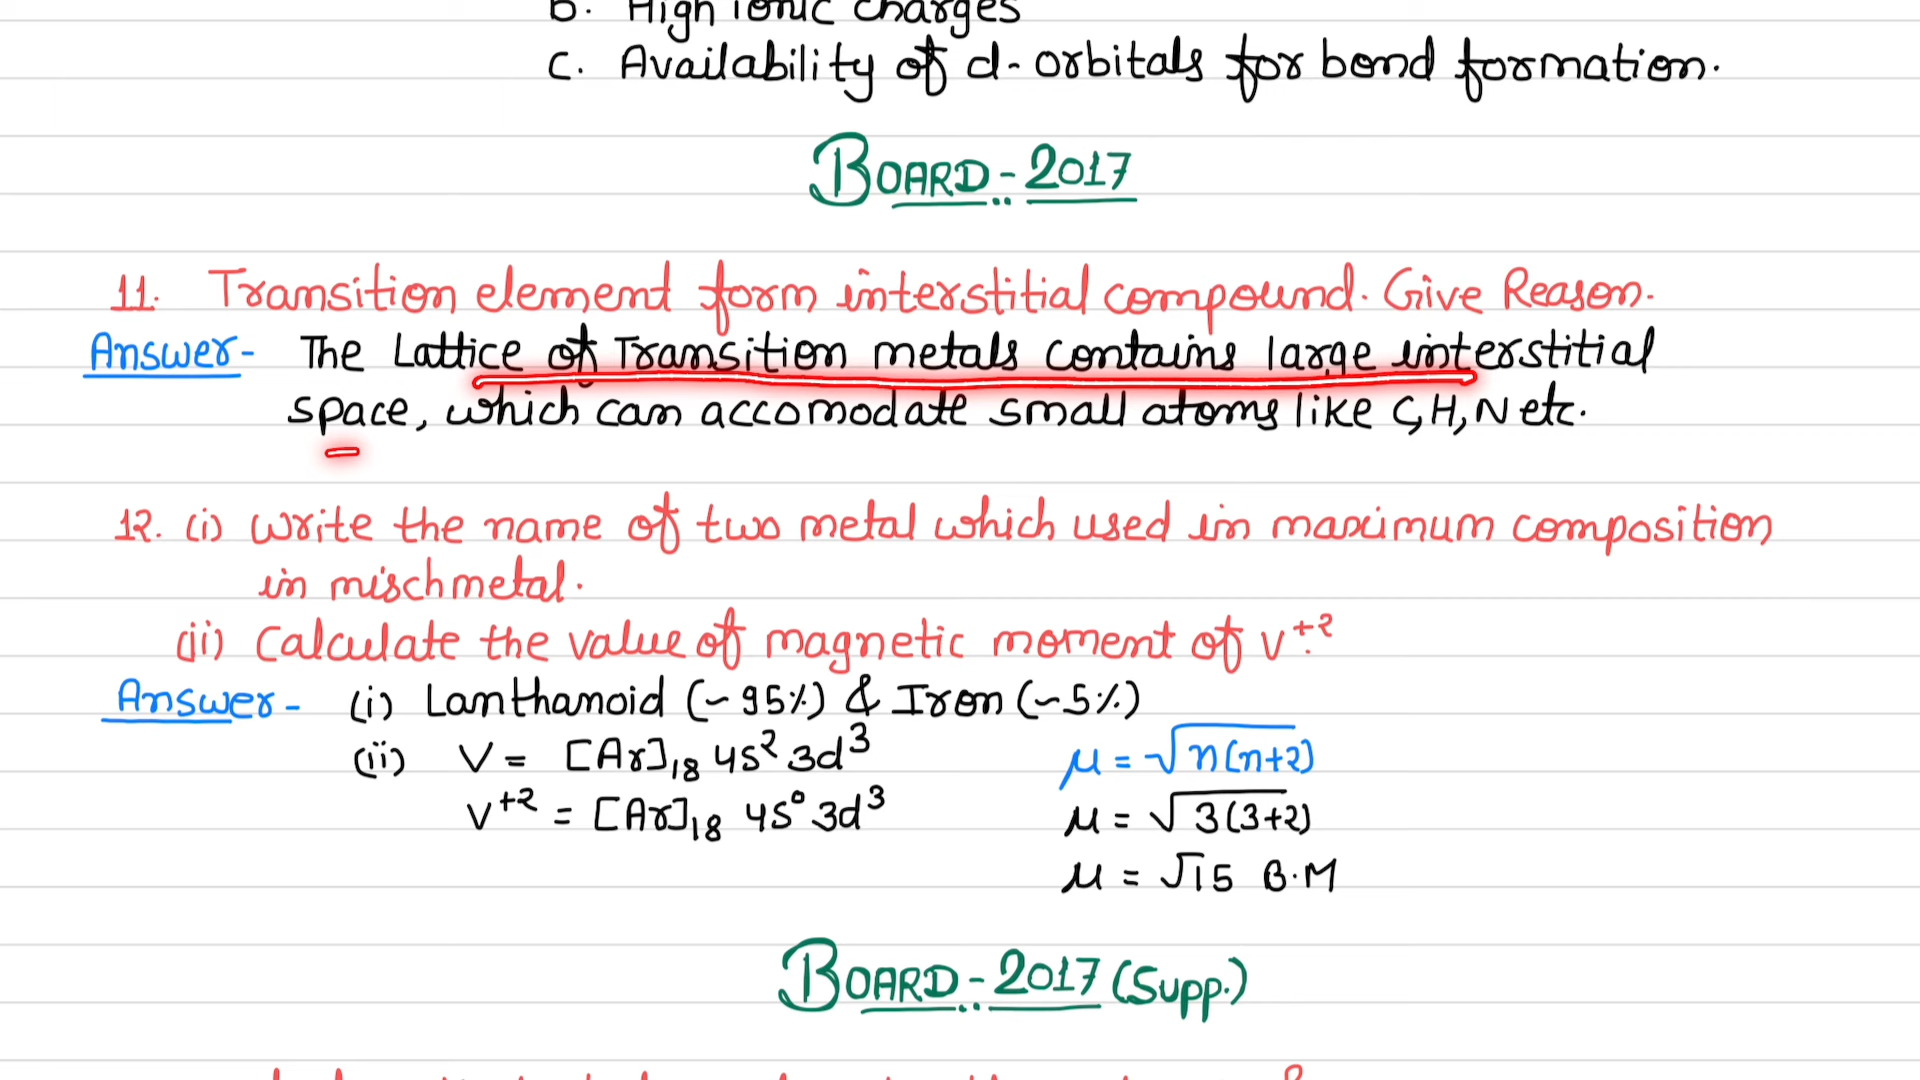 b. High ionic charges
c. Availability of d-orbitals for bond formation.
BOARD-2017
11. Transition element form interstitial compound. Give Reason.
Answer- The Lattice of Transition metals contains large interstitial
space, which can accomodate small atoms like C, H, N etc.
12. (i) Write the name of two metal which used in maximum composition
in mischmetal.
(ii) Calculate the value of magnetic moment of V⁺².
Answer- (i) Lanthanoid (~95%) & Iron (~5%)
(ii) V = [Ar]₁₈ 4s² 3d³ μ = √n(n+2)
V⁺² = [Ar]₁₈ 4s⁰ 3d³ μ = √3(3+2)
μ = √15 B.M
BOARD-2017 (Supp.)